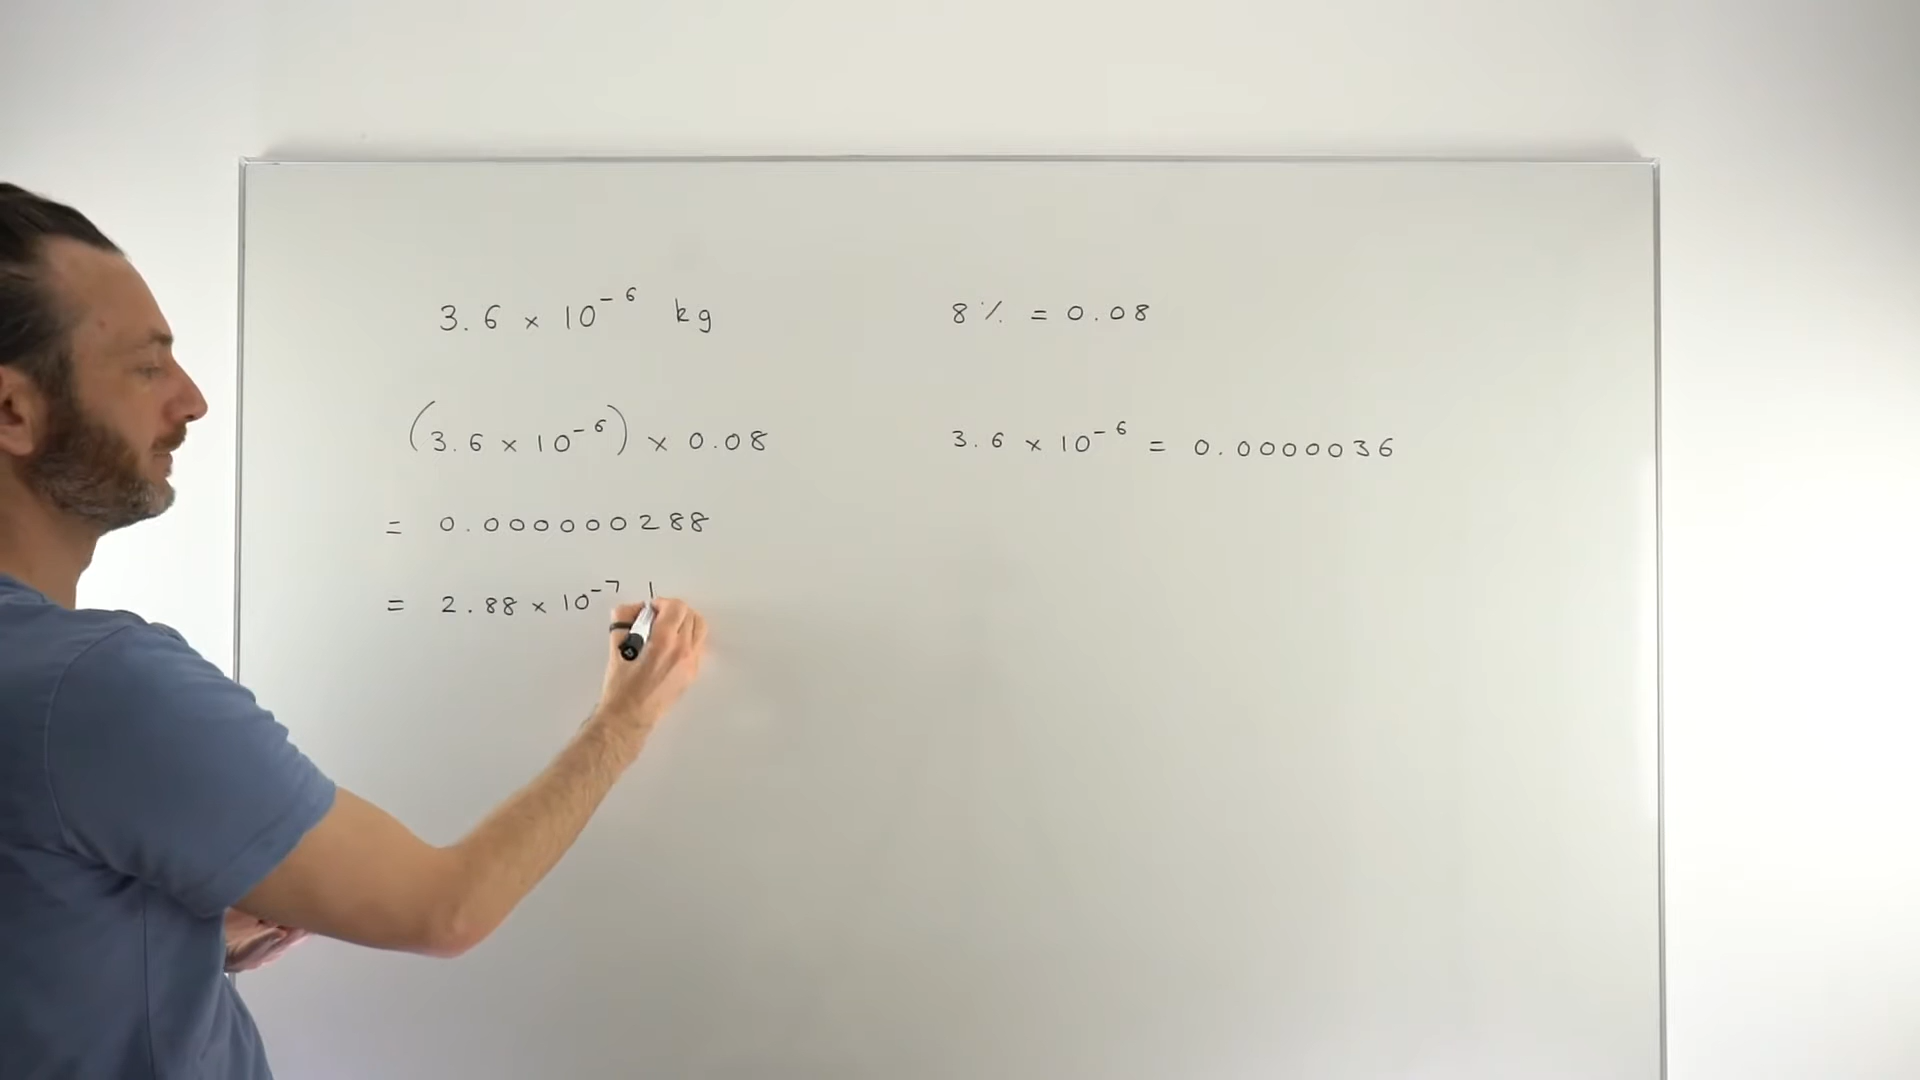 3.6 × 10⁻⁶ kg
(3.6 × 10⁻⁶) × 0.08
= 0.000000288
= 2.88 × 10⁻⁷
8% = 0.08
3.6 × 10⁻⁶ = 0.0000036